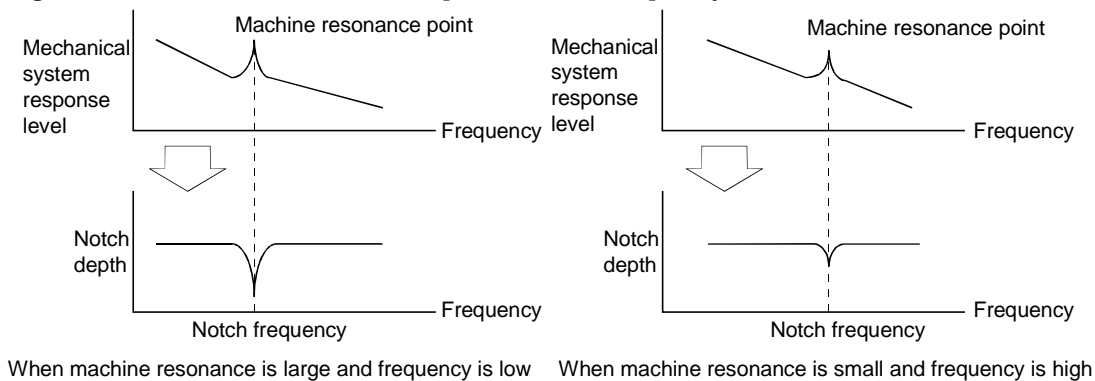 Machine resonance point
Mechanical
system
response
level
Frequency
Notch
depth
Frequency
Notch frequency
When machine resonance is large and frequency is low
Machine resonance point
Mechanical
system
response
level
Frequency
Notch
depth
Frequency
Notch frequency
When machine resonance is small and frequency is high